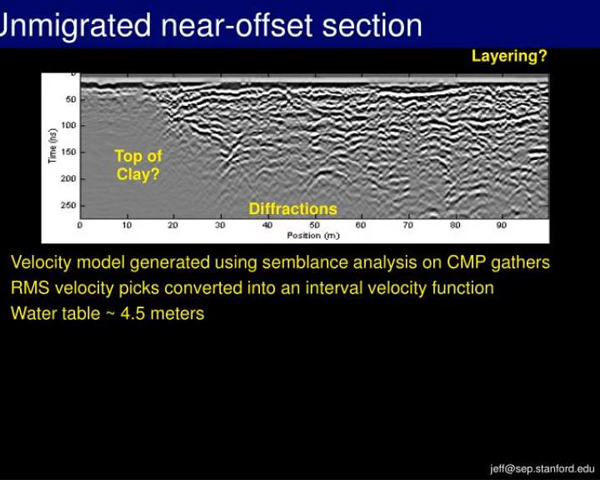 Unmigrated near-offset section
Layering?
0
50
100
150
200
250
Time (ns)
Top of
Clay?
Diffractions
0 10 20 30 40 50 60 70 80 90
Position (m)
Velocity model generated using semblance analysis on CMP gathers
RMS velocity picks converted into an interval velocity function
Water table ~ 4.5 meters
jeff@sep.stanford.edu